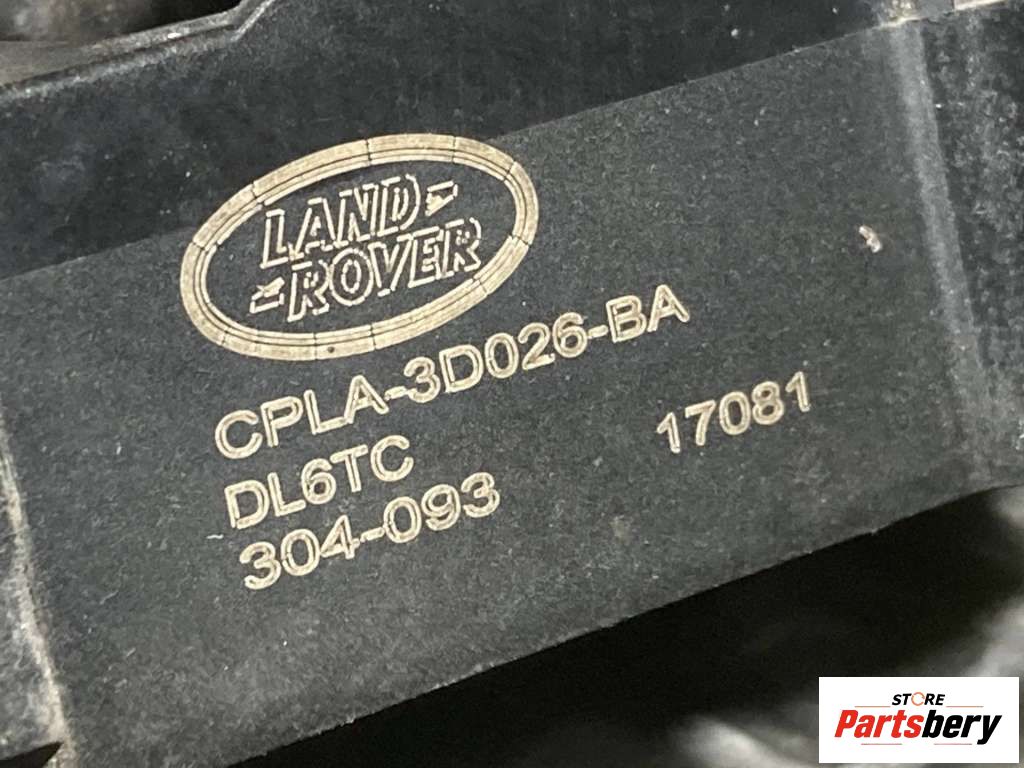 LAND-
-ROVER
CPLA-3D026-BA
DL6TC
304-093
17081
STORE
Partsbery